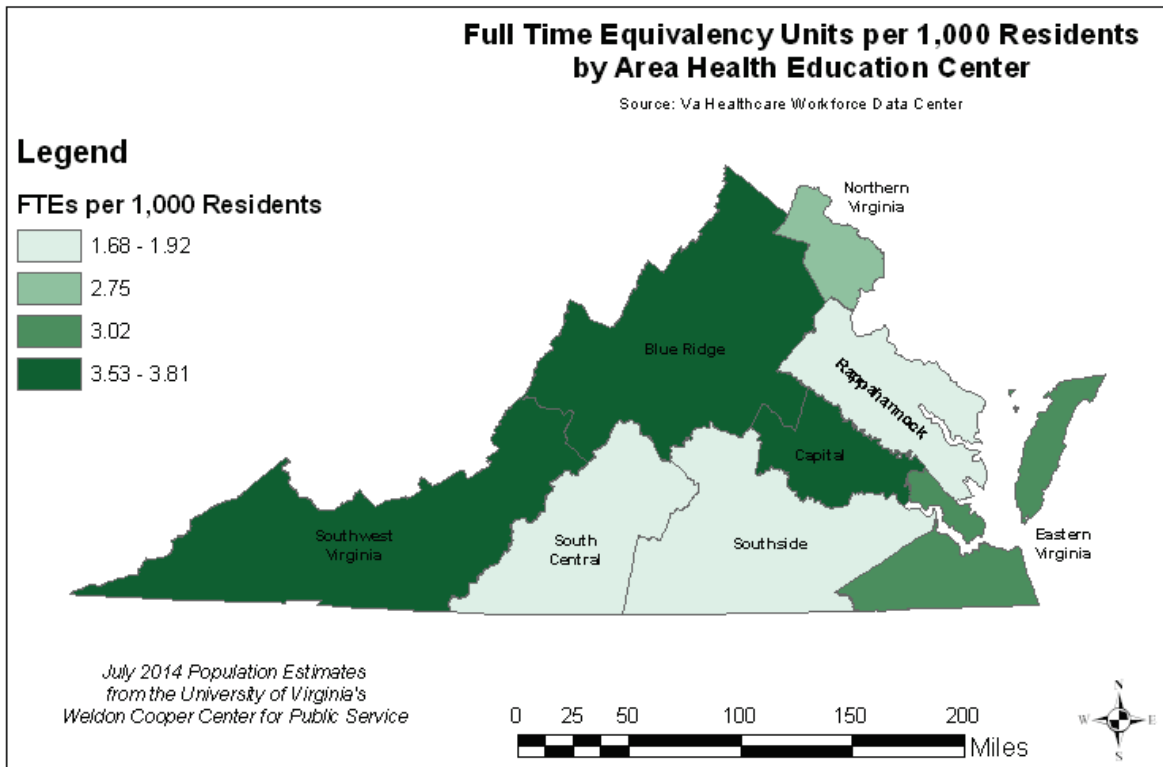 Full Time Equivalency Units per 1,000 Residents
by Area Health Education Center
Source: Va Healthcare Workforce Data Center
Legend
FTEs per 1,000 Residents
1.68 - 1.92
2.75
3.02
3.53 - 3.81
Northern
Virginia
Blue Ridge
Rappahannock
Capital
Southwest
Virginia
South
Central
Southside
Eastern
Virginia
July 2014 Population Estimates
from the University of Virginia's
Weldon Cooper Center for Public Service
0 25 50 100 150 200
Miles
N
W E
S